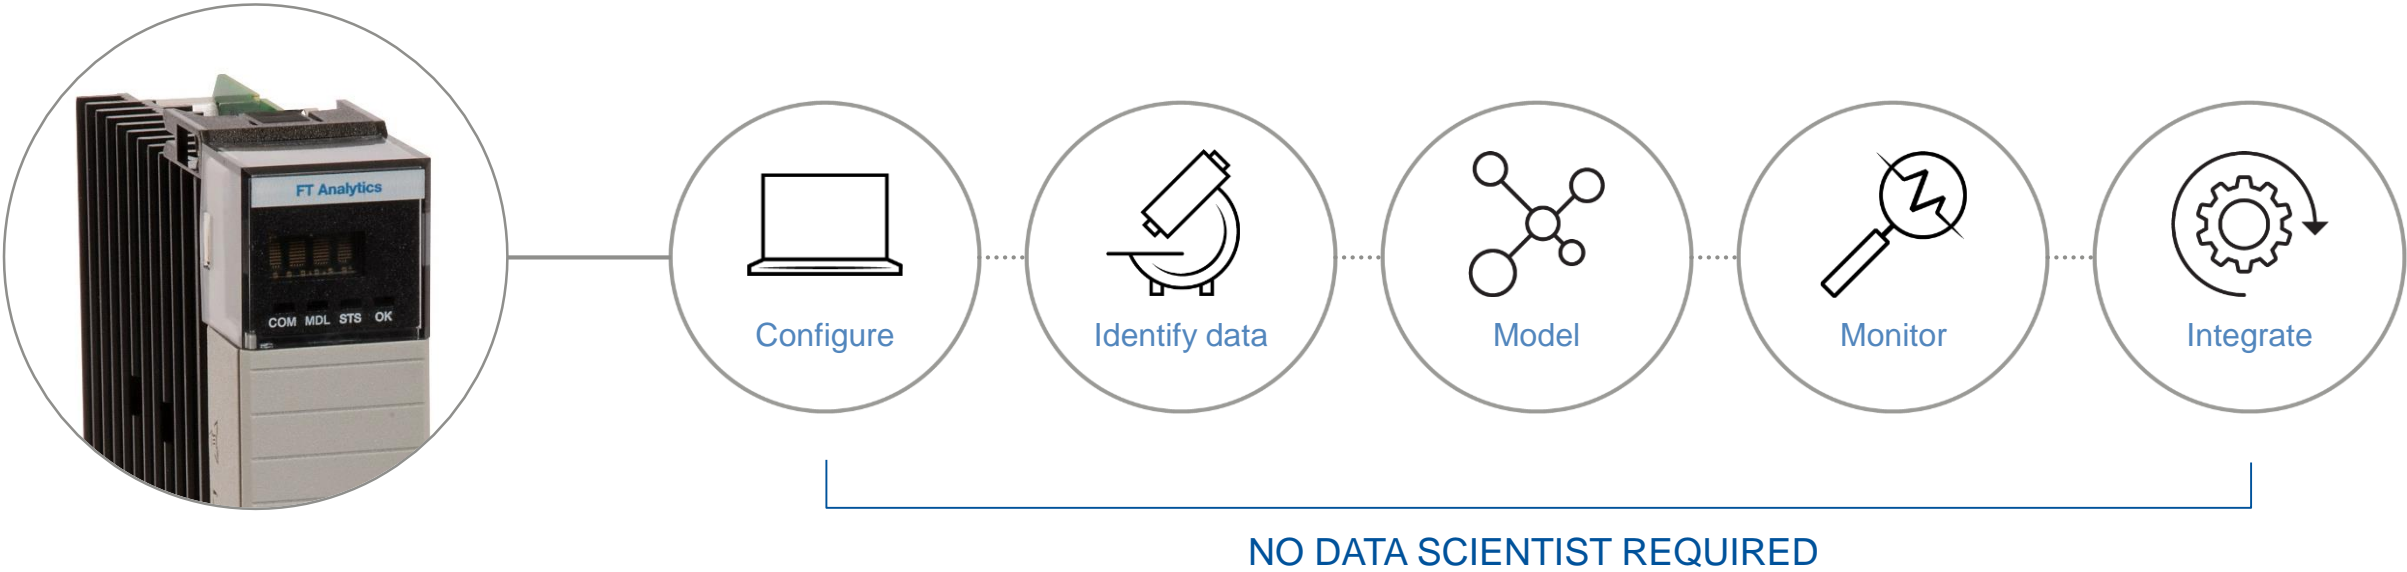 FT Analytics
COM MDL STS OK
Configure
Identify data
Model
Monitor
Integrate
NO DATA SCIENTIST REQUIRED